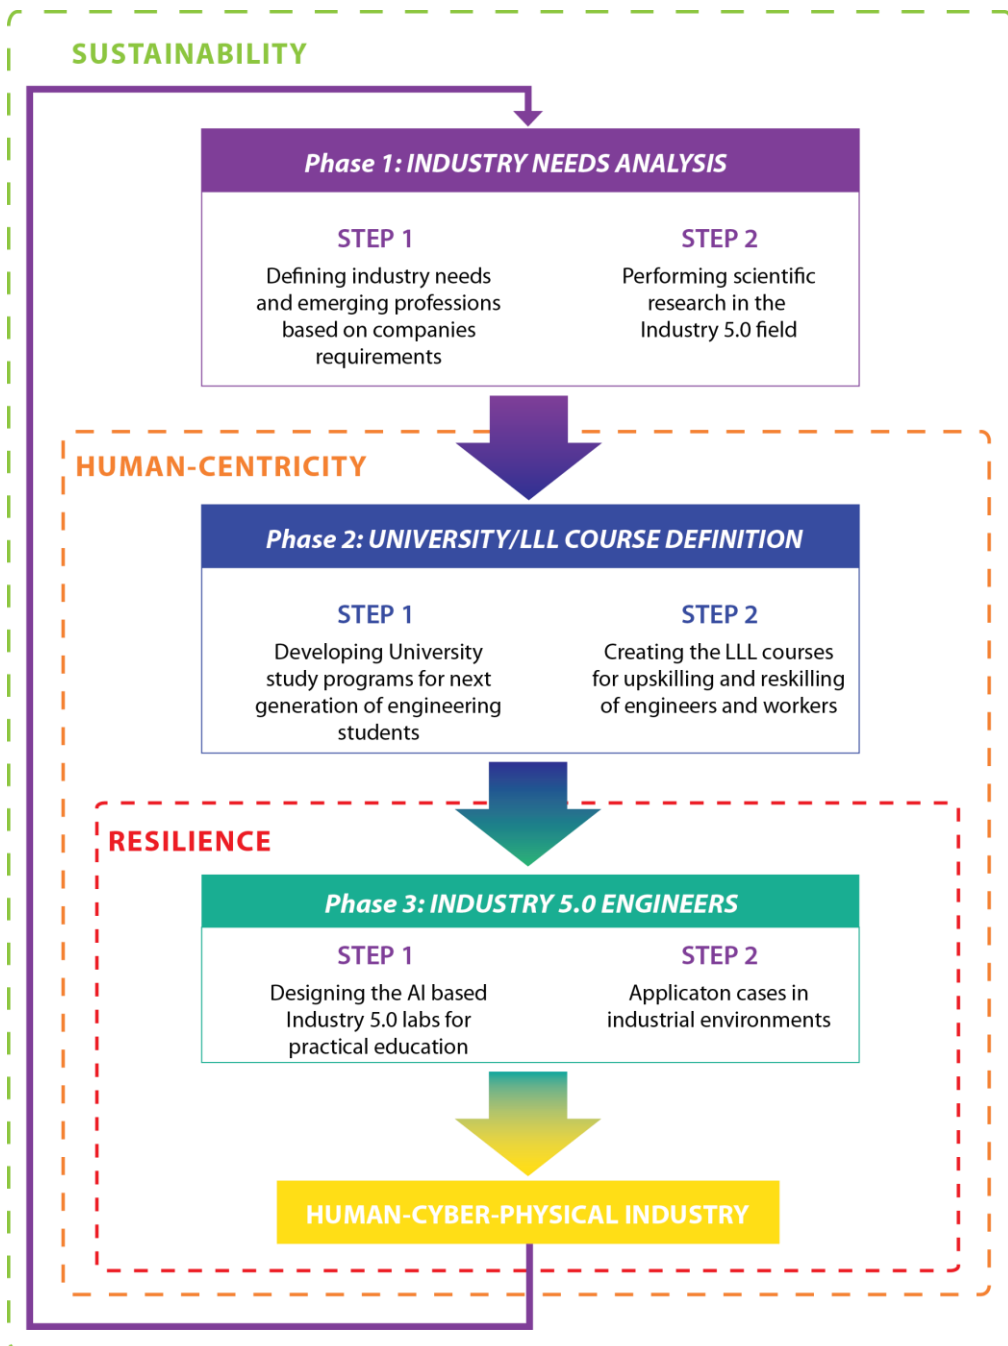 SUSTAINABILITY
Phase 1: INDUSTRY NEEDS ANALYSIS
STEP 1
Defining industry needs
and emerging professions
based on companies
requirements
STEP 2
Performing scientific
research in the
Industry 5.0 field
HUMAN-CENTRICITY
Phase 2: UNIVERSITY/LLL COURSE DEFINITION
STEP 1
Developing University
study programs for next
generation of engineering
students
STEP 2
Creating the LLL courses
for upskilling and reskilling
of engineers and workers
RESILIENCE
Phase 3: INDUSTRY 5.0 ENGINEERS
STEP 1
Designing the AI based
Industry 5.0 labs for
practical education
STEP 2
Applicaton cases in
industrial environments
HUMAN-CYBER-PHYSICAL INDUSTRY